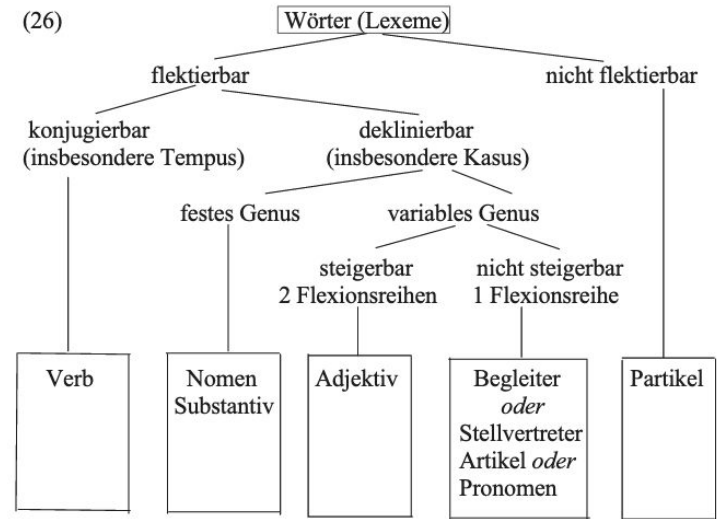 (26)
Wörter (Lexeme)
flektierbar
nicht flektierbar
konjugierbar
(insbesondere Tempus)
deklinierbar
(insbesondere Kasus)
festes Genus
variables Genus
steigerbar
2 Flexionsreihen
nicht steigerbar
1 Flexionsreihe
Verb
Nomen
Substantiv
Adjektiv
Begleiter
oder
Stellvertreter
Artikel oder
Pronomen
Partikel